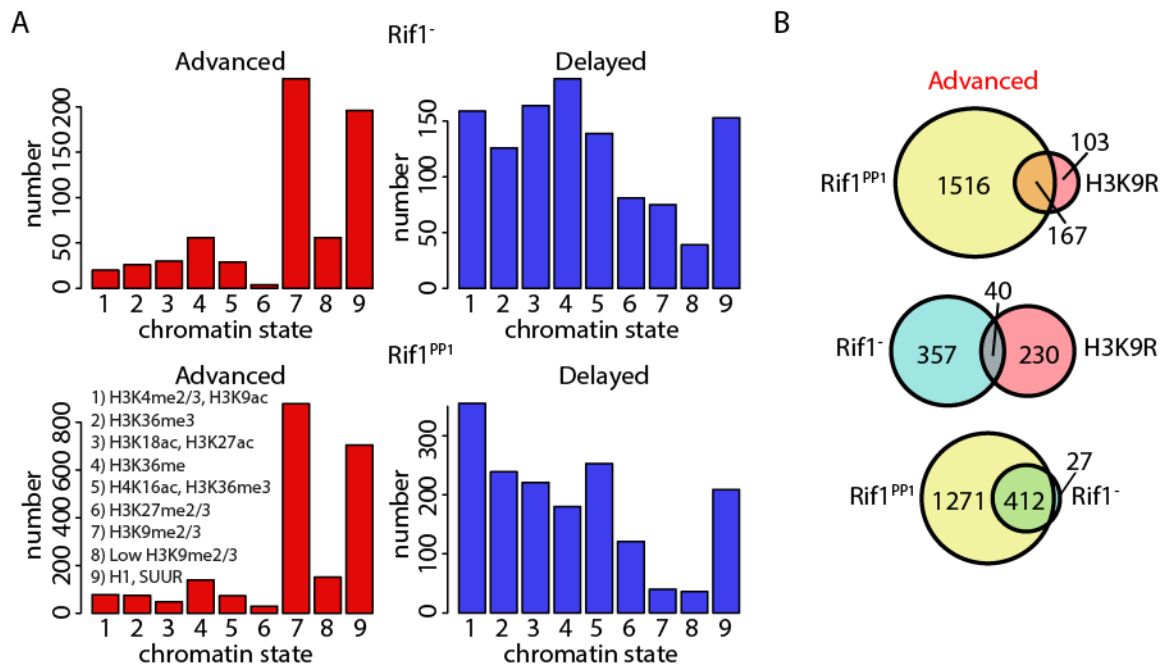 A
Rif1⁻
Advanced
Delayed
number
0
50
100
150
200
1 2 3 4 5 6 7 8 9
chromatin state
number
0
50
100
150
1 2 3 4 5 6 7 8 9
chromatin state
Rif1ᴾᴾ¹
Advanced
Delayed
1) H3K4me2/3, H3K9ac
2) H3K36me3
3) H3K18ac, H3K27ac
4) H3K36me
5) H4K16ac, H3K36me3
6) H3K27me2/3
7) H3K9me2/3
8) Low H3K9me2/3
9) H1, SUUR
number
0
200
400
600
800
1 2 3 4 5 6 7 8 9
chromatin state
number
0
100
200
300
1 2 3 4 5 6 7 8 9
chromatin state
B
Advanced
Rif1ᴾᴾ¹
1516
103
H3K9R
167
40
Rif1⁻
357
230
H3K9R
Rif1ᴾᴾ¹
1271
412
27
Rif1⁻